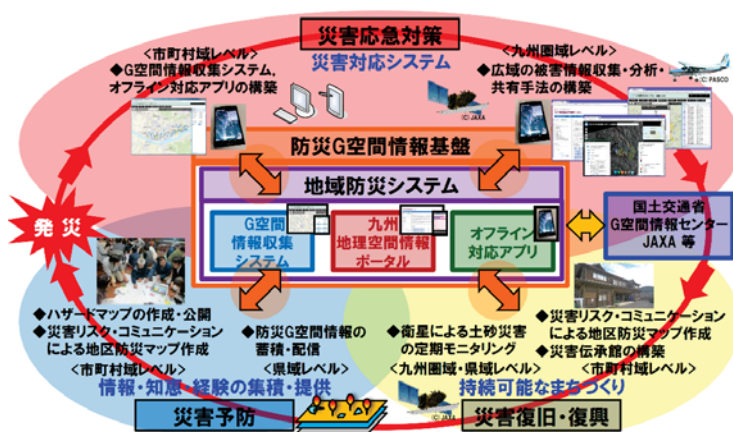 災害応急対策
災害対応システム
<市町村域レベル>
◆G空間情報収集システム,
オフライン対応アプリの構築
<九州圏域レベル>
◆広域の被害情報収集・分析・
共有手法の構築
(C) PASCO
(C)JAXA
防災G空間情報基盤
地域防災システム
G空間
情報収集
システム
九州
地理空間情報
ポータル
オフライン
対応アプリ
国土交通省
G空間情報センター
JAXA 等
発災
◆ハザードマップの作成・公開
◆災害リスク・コミュニケーション
による地区防災マップ作成
<市町村域レベル>
◆防災G空間情報の
蓄積・配信
<県域レベル>
情報・知恵・経験の集積・提供
災害予防
◆衛星による土砂災害
の定期モニタリング
<九州圏域・県域レベル>
◆災害リスク・コミュニケーション
による地区防災マップ作成
◆災害伝承館の構築
<市町村域レベル>
持続可能なまちづくり
(C)JAXA
災害復旧・復興